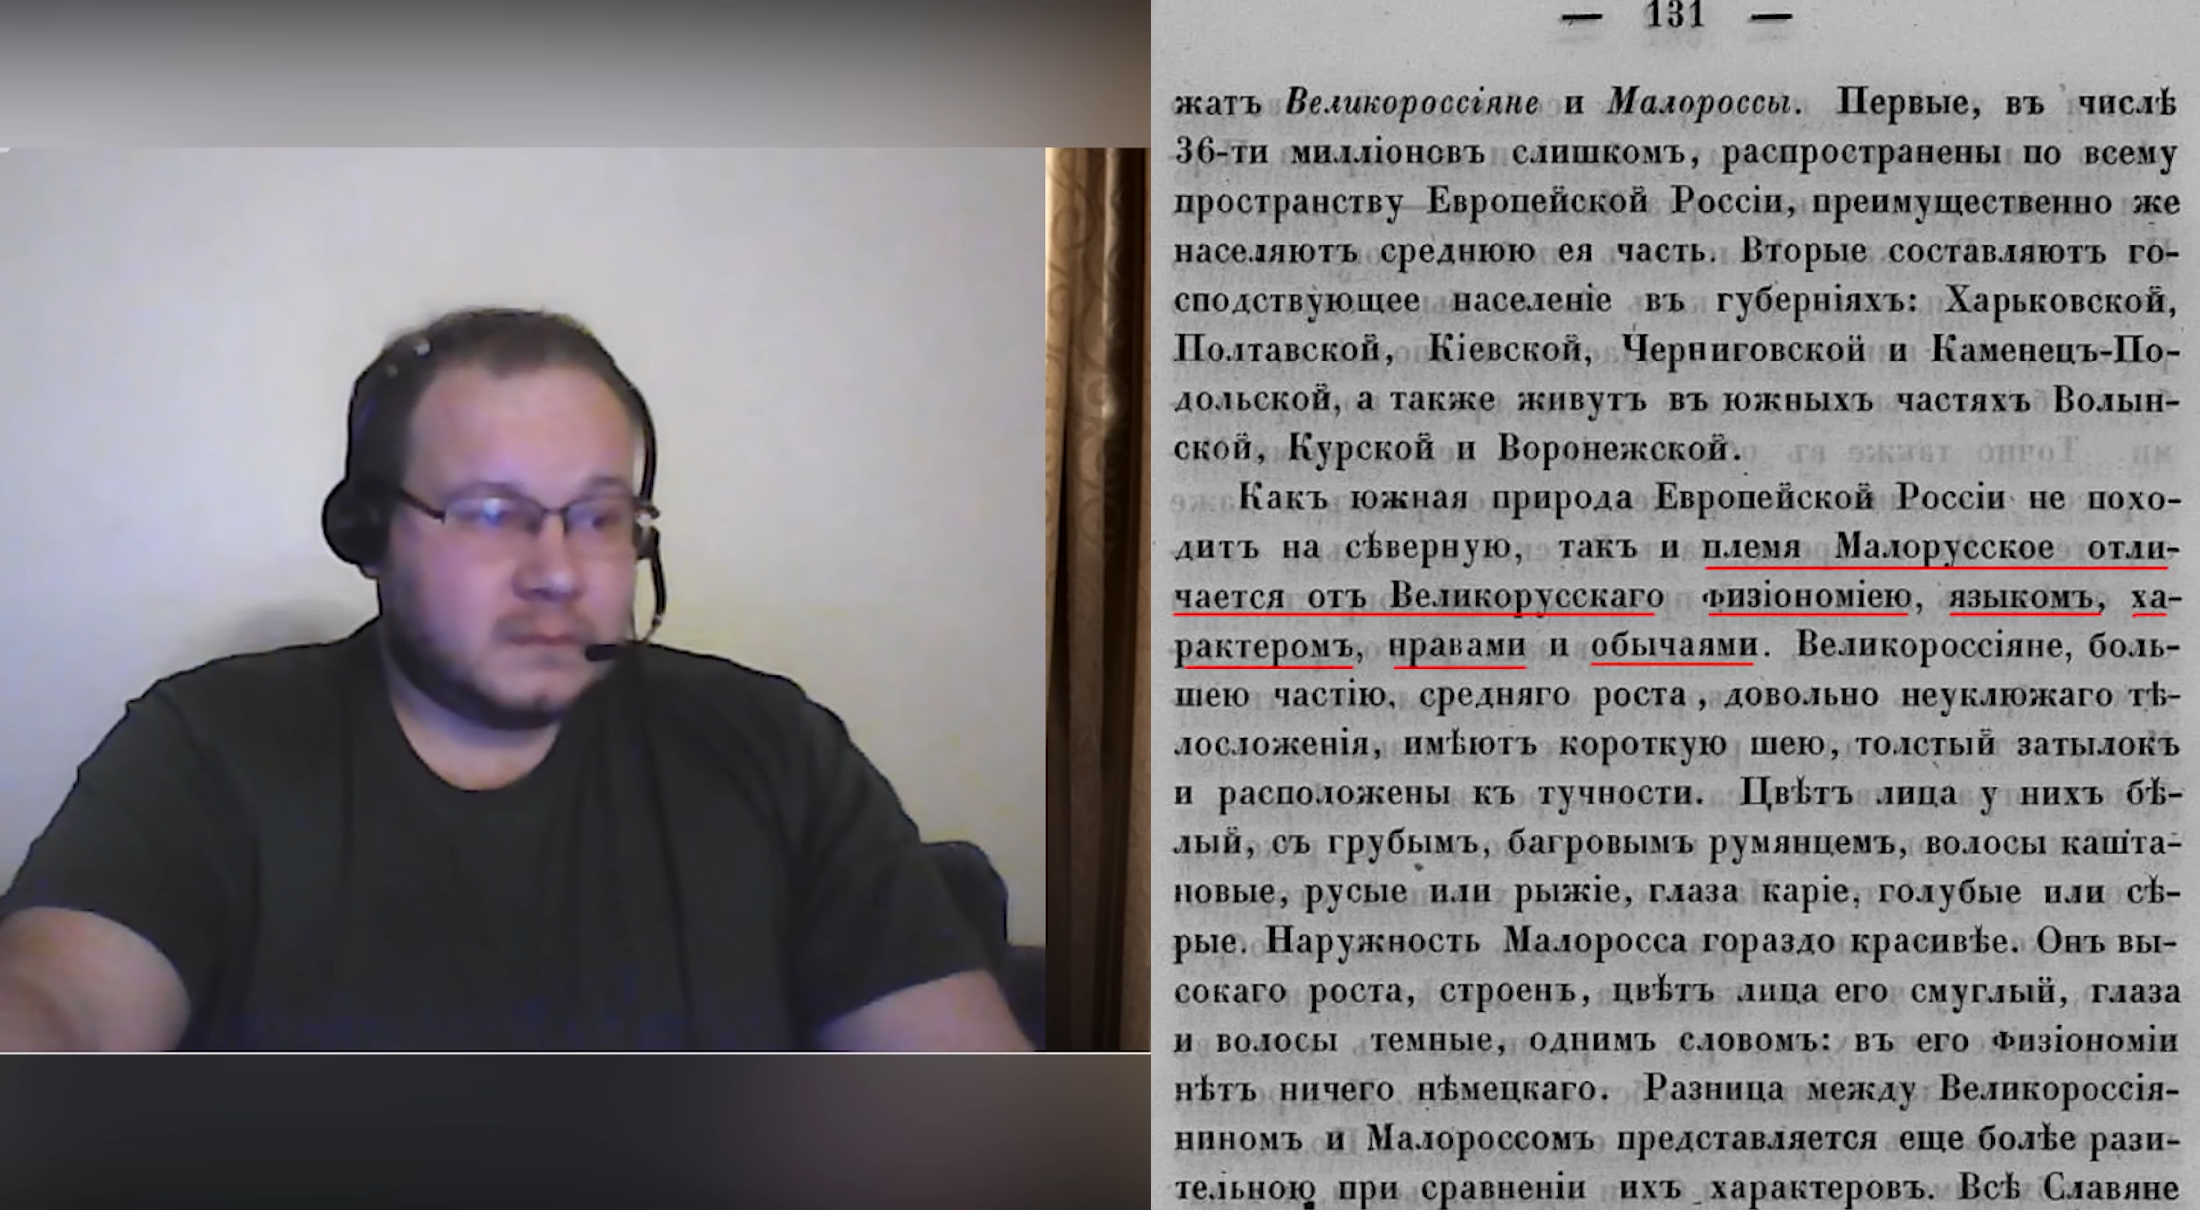 — 131 —
жатъ Великороссіяне и Малороссы. Первые, въ числѣ
36-ти милліоновъ слишкомъ, распространены по всему
пространству Европейской Россіи, преимущественно же
населяютъ среднюю ея часть. Вторые составляютъ го-
сподствующее населеніе въ губерніяхъ: Харьковской,
Полтавской, Кіевской, Черниговской и Каменецъ-По-
дольской, а также живутъ въ южныхъ частяхъ Волын-
ской, Курской и Воронежской.
Какъ южная природа Европейской Россіи не похо-
дитъ на сѣверную, такъ и племя Малорусское отли-
чается отъ Великорусскаго физіономіею, языкомъ, ха-
рактеромъ, нравами и обычаями. Великороссіяне, боль-
шею частію, средняго роста, довольно неуклюжаго тѣ-
лосложенія, имѣютъ короткую шею, толстый затылокъ
и расположены къ тучности. Цвѣтъ лица у нихъ бѣ-
лый, съ грубымъ, багровымъ румянцемъ, волосы кашта-
новые, русые или рыжіе, глаза каріе, голубые или сѣ-
рые. Наружность Малоросса гораздо красивѣе. Онъ вы-
сокаго роста, строенъ, цвѣтъ лица его смуглый, глаза
и волосы темные, однимъ словомъ: въ его физіономіи
нѣтъ ничего нѣмецкаго. Разница между Великороссія-
ниномъ и Малороссомъ представляется еще болѣе рази-
тельною при сравненіи ихъ характеровъ. Всѣ Славяне